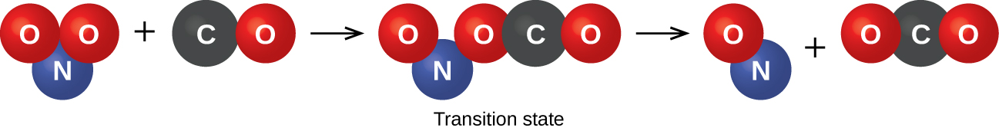 O O + C O O O C O O + O C O
N N N
Transition state